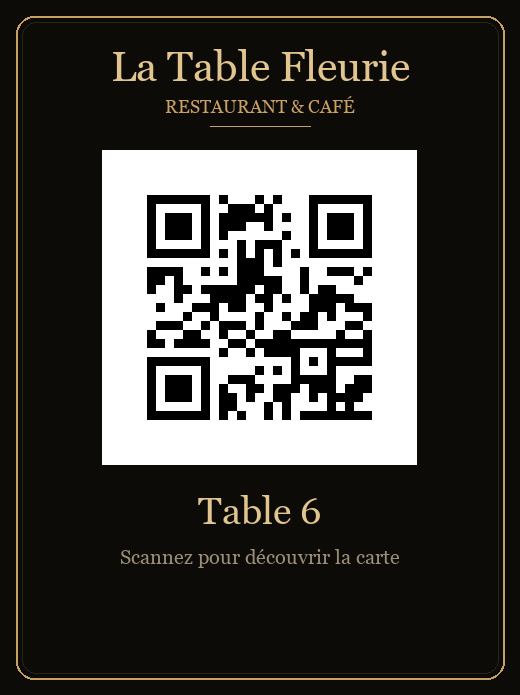 La Table Fleurie
RESTAURANT & CAFÉ
Table 6
Scannez pour découvrir la carte